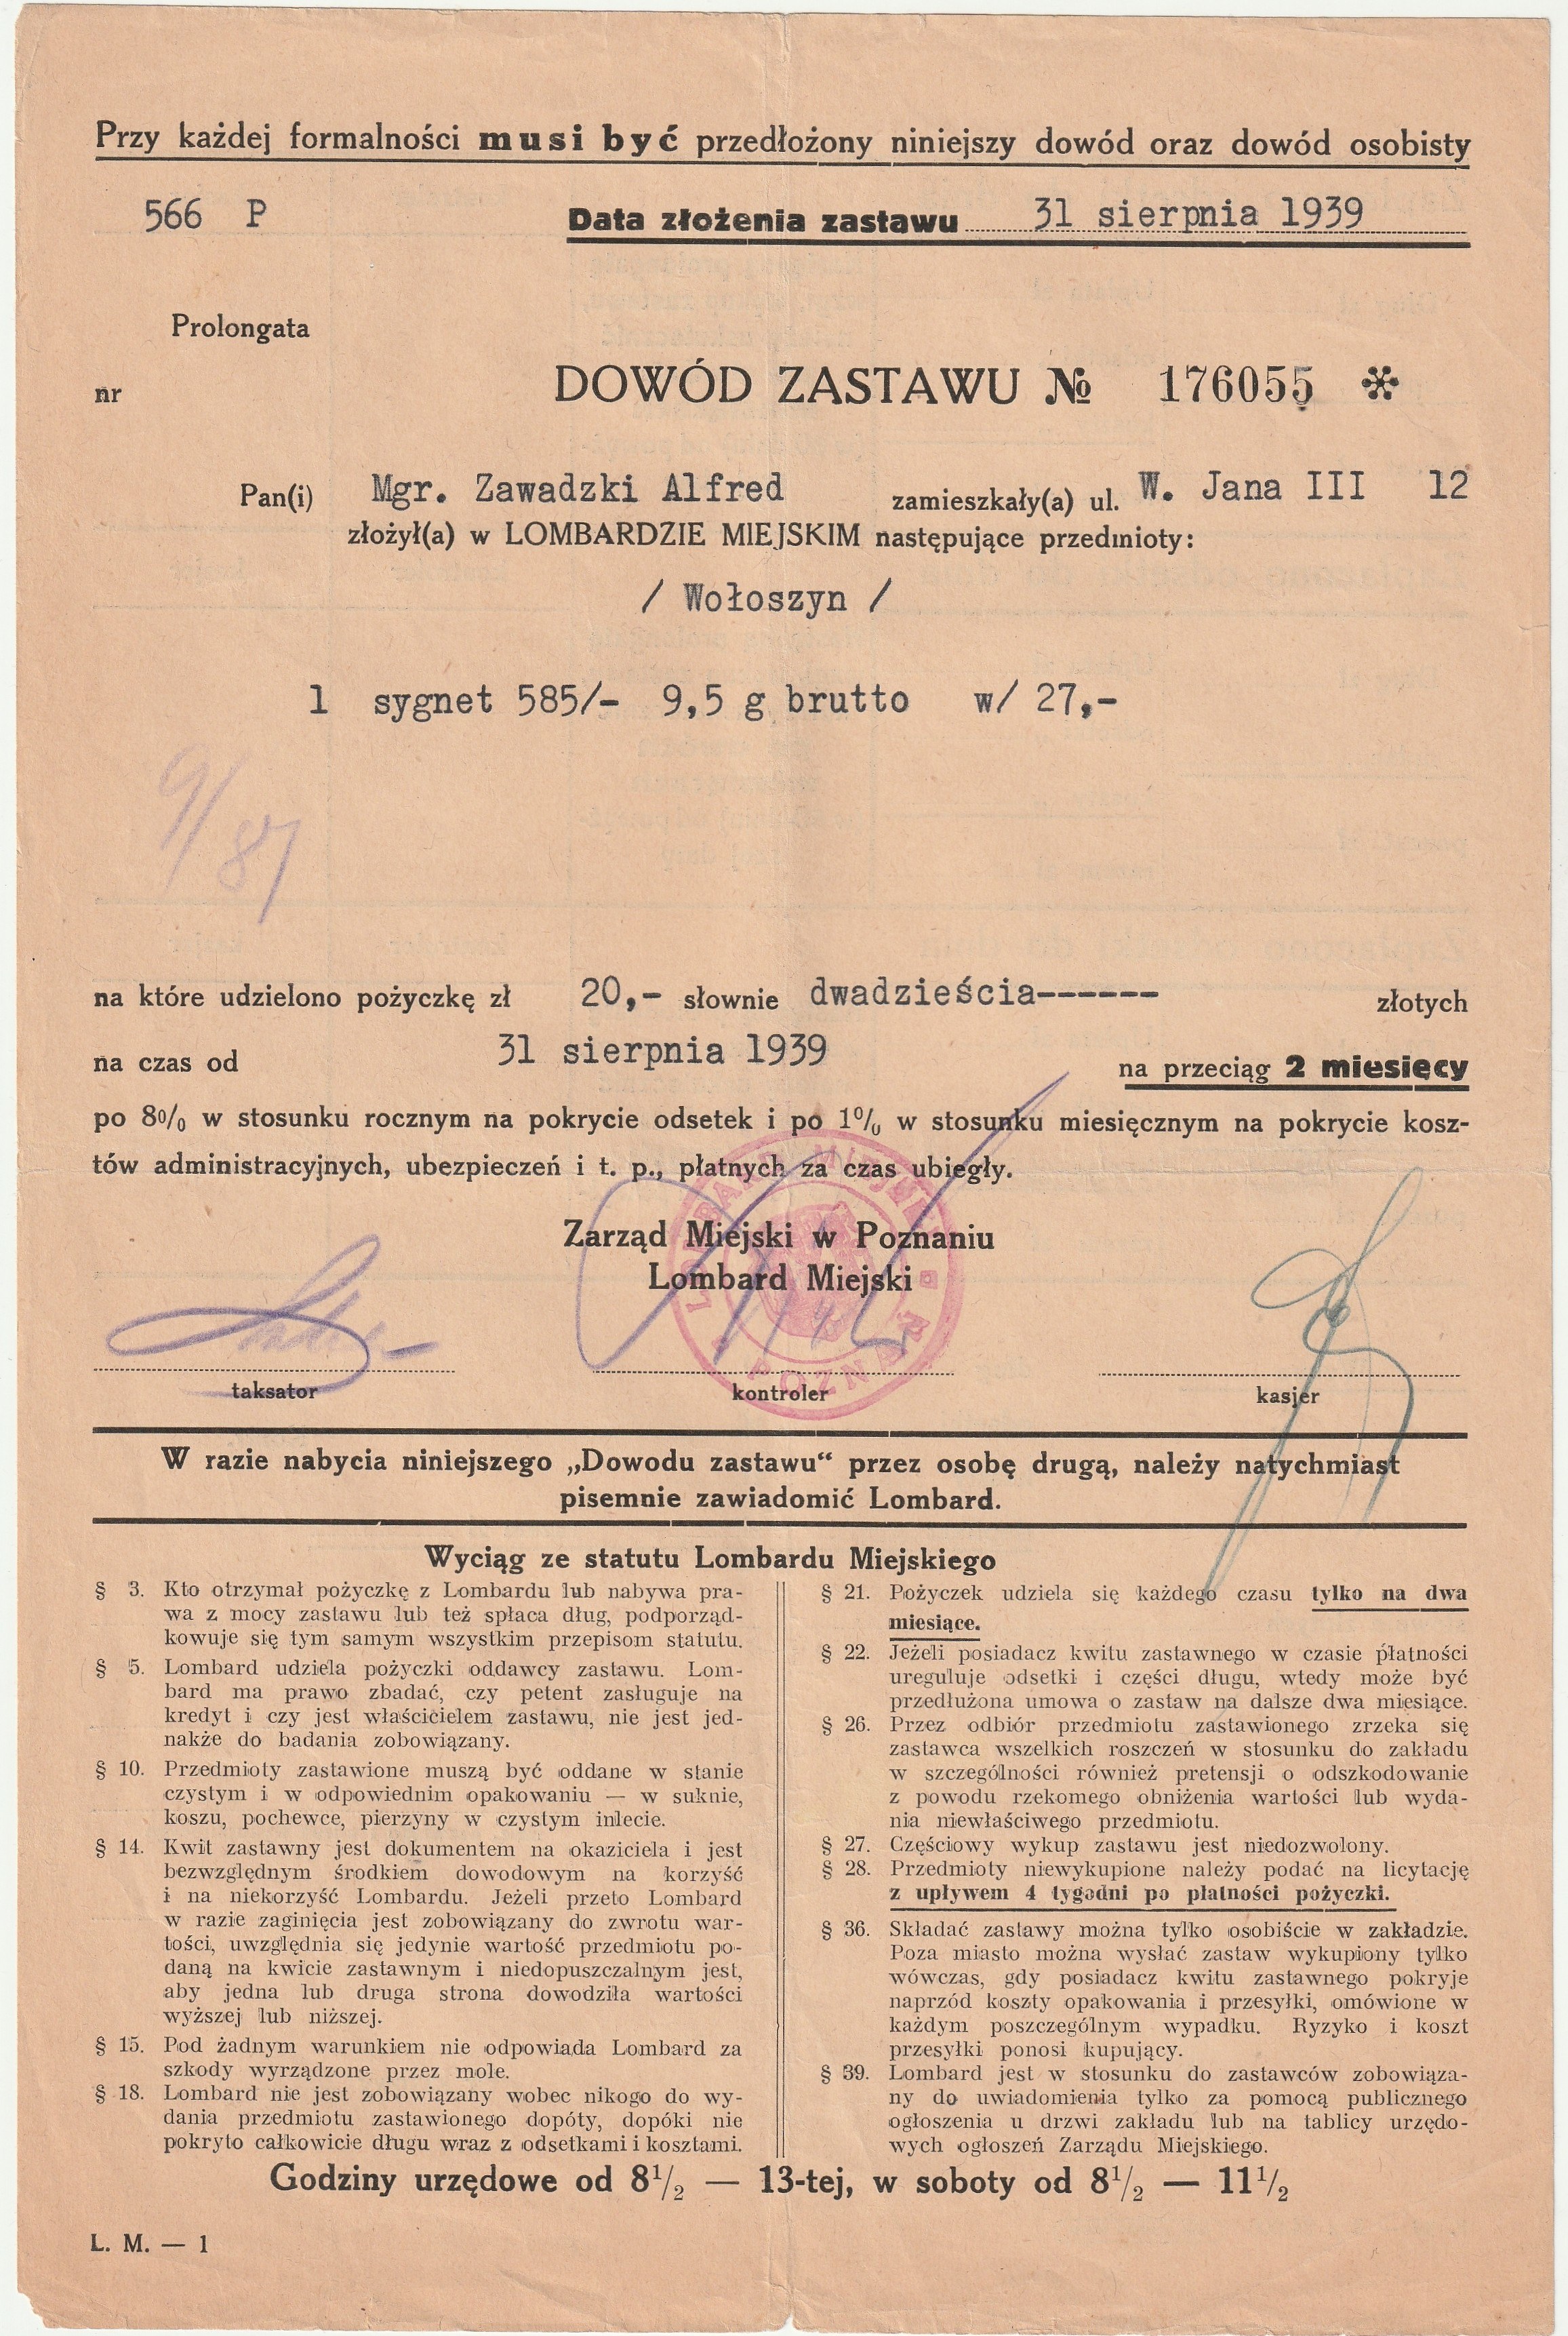 Przy każdej formalności musi być przedłożony niniejszy dowód oraz dowód osobisty
566 P
Data złożenia zastawu 31 sierpnia 1939
Prolongata
nr
DOWÓD ZASTAWU № 176055 *
Pan(i) Mgr. Zawadzki Alfred zamieszkały(a) ul. W. Jana III 12
złożył(a) w LOMBARDZIE MIEJSKIM następujące przedmioty:
/ Wołoszyn /
1 sygnet 585/- 9,5 g brutto w/ 27,-
9/87
na które udzielono pożyczkę zł 20,- słownie dwadzieścia------- złotych
na czas od 31 sierpnia 1939 na przeciąg 2 miesięcy
po 8% w stosunku rocznym na pokrycie odsetek i po 1% w stosunku miesięcznym na pokrycie kosz-
tów administracyjnych, ubezpieczeń i t. p., płatnych za czas ubiegły.
Zarząd Miejski w Poznaniu
Lombard Miejski
LOMBARD MIEJSKI POZNAŃ
taksator kontroler kasjer
W razie nabycia niniejszego „Dowodu zastawu“ przez osobę drugą, należy natychmiast
pisemnie zawiadomić Lombard.
Wyciąg ze statutu Lombardu Miejskiego
§ 3. Kto otrzymał pożyczkę z Lombardu lub nabywa pra-
wa z mocy zastawu lub też spłaca dług, podporząd-
kowuje się tym samym wszystkim przepisom statutu.
§ 5. Lombard udziela pożyczki oddawcy zastawu. Lom-
bard ma prawo zbadać, czy petent zasługuje na
kredyt i czy jest właścicielem zastawu, nie jest jed-
nakże do badania zobowiązany.
§ 10. Przedmioty zastawione muszą być oddane w stanie
czystym i w odpowiednim opakowaniu — w suknie,
koszu, pochewce, pierzyny w czystym inlecie.
§ 14. Kwit zastawny jest dokumentem na okaziciela i jest
bezwzględnym środkiem dowodowym na korzyść
i na niekorzyść Lombardu. Jeżeli przeto Lombard
w razie zaginięcia jest zobowiązany do zwrotu war-
tości, uwzględnia się jedynie wartość przedmiotu po-
daną na kwicie zastawnym i niedopuszczalnym jest,
aby jedna lub druga strona dowodziła wartości
wyższej lub niższej.
§ 15. Pod żadnym warunkiem nie odpowiada Lombard za
szkody wyrządzone przez mole.
§ 18. Lombard nie jest zobowiązany wobec nikogo do wy-
dania przedmiotu zastawionego dopóty, dopóki nie
pokryto całkowicie długu wraz z odsetkami i kosztami.
§ 21. Pożyczek udziela się każdego czasu tylko na dwa
miesiące.
§ 22. Jeżeli posiadacz kwitu zastawnego w czasie płatności
ureguluje odsetki i części długu, wtedy może być
przedłużona umowa o zastaw na dalsze dwa miesiące.
§ 26. Przez odbiór przedmiotu zastawionego zrzeka się
zastawca wszelkich roszczeń w stosunku do zakładu
w szczególności również pretensji o odszkodowanie
z powodu rzekomego obniżenia wartości lub wyda-
nia niewłaściwego przedmiotu.
§ 27. Częściowy wykup zastawu jest niedozwolony.
§ 28. Przedmioty niewykupione należy podać na licytację
z upływem 4 tygodni po płatności pożyczki.
§ 36. Składać zastawy można tylko osobiście w zakładzie.
Poza miasto można wysłać zastaw wykupiony tylko
wówczas, gdy posiadacz kwitu zastawnego pokryje
naprzód koszty opakowania i przesyłki, omówione w
każdym poszczególnym wypadku. Ryzyko i koszt
przesyłki ponosi kupujący.
§ 39. Lombard jest w stosunku do zastawców zobowiąza-
ny do uwiadomienia tylko za pomocą publicznego
ogłoszenia u drzwi zakładu lub na tablicy urzędo-
wych ogłoszeń Zarządu Miejskiego.
Godziny urzędowe od 8 1/2 — 13-tej, w soboty od 8 1/2 — 11 1/2
L. M. — 1